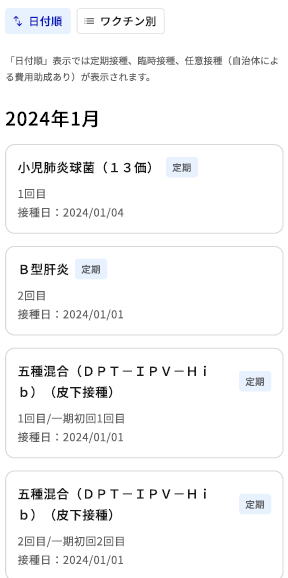 日付順 ワクチン別
「日付順」表示では定期接種、臨時接種、任意接種（自治体によ
る費用助成あり）が表示されます。
2024年1月
小児肺炎球菌（１３価） 定期
1回目
接種日：2024/01/04
Ｂ型肝炎 定期
2回目
接種日：2024/01/01
五種混合（ＤＰＴ－ＩＰＶ－Ｈｉ
ｂ）（皮下接種） 定期
1回目/一期初回1回目
接種日：2024/01/01
五種混合（ＤＰＴ－ＩＰＶ－Ｈｉ
ｂ）（皮下接種） 定期
2回目/一期初回2回目
接種日：2024/01/01